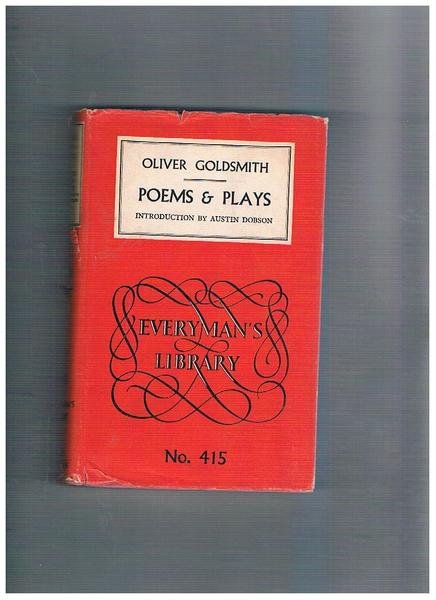 OLIVER GOLDSMITH
POEMS & PLAYS
INTRODUCTION BY AUSTIN DOBSON
EVERYMAN'S
LIBRARY
No. 415